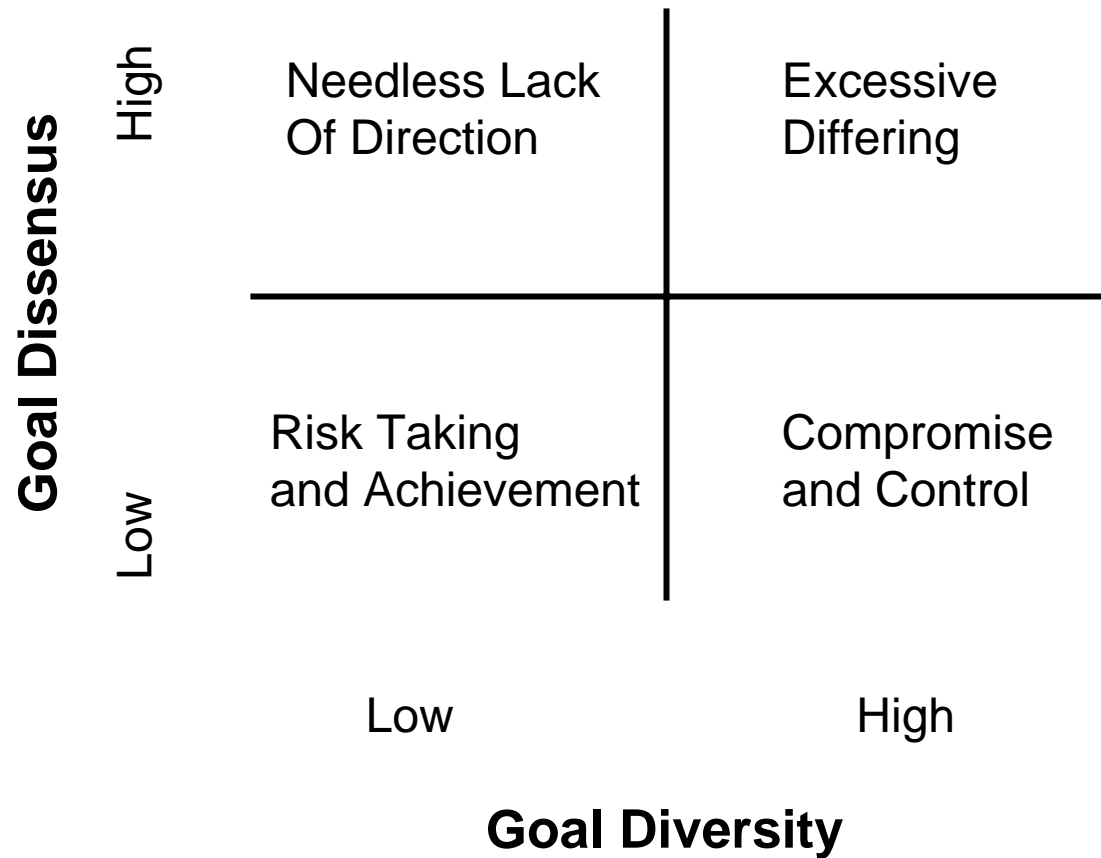 Goal Dissensus
High
Low
Needless Lack
Of Direction
Excessive
Differing
Risk Taking
and Achievement
Compromise
and Control
Low
High
Goal Diversity